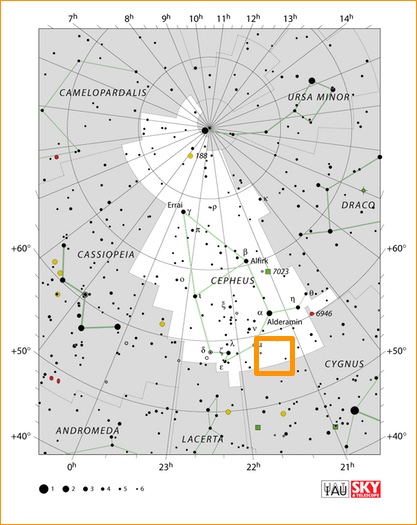 7h 8h 9h 10h 11h 12h 13h 14h
CAMELOPARDALIS
URSA MINOR
188
DRACO
Errai
γ
ρ
κ
π
+60° +60°
CASSIOPEIA
β
Alfirk
7023
ο
CEPHEUS
ι
ξ
η
θ
α
6946
Alderamin
ν
μ
+50° +50°
δ
ζ
λ
ε
CYGNUS
ANDROMEDA
LACERTA
+40° +40°
0h 23h 22h 21h
1 2 3 4 5 6
IAU
SKY
& TELESCOPE